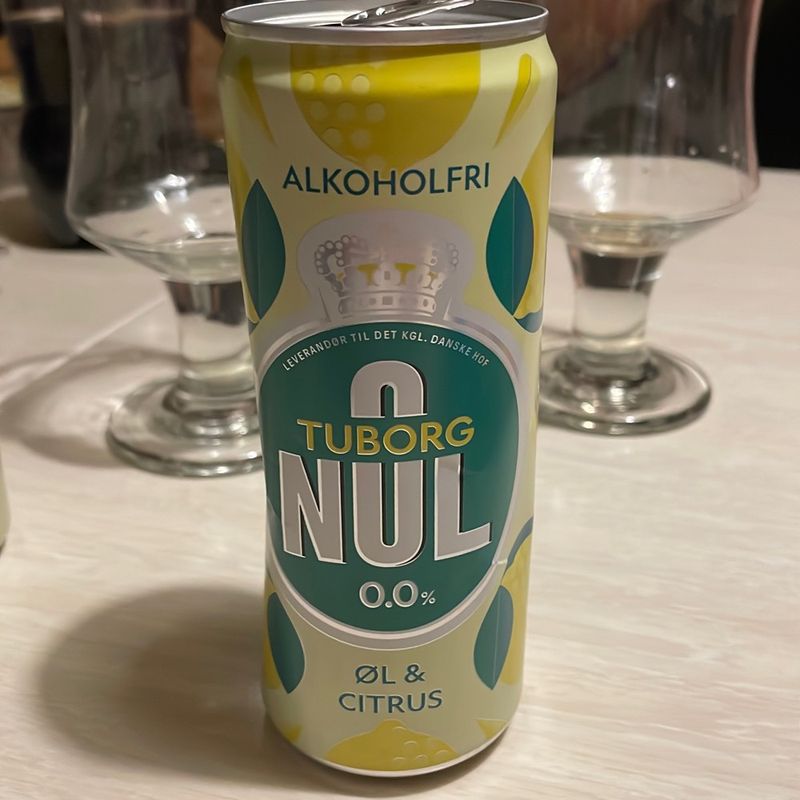 ALKOHOLFRI
LEVERANDØR TIL DET KGL. DANSKE HOF
TUBORG
NUL
0.0%
ØL &
CITRUS